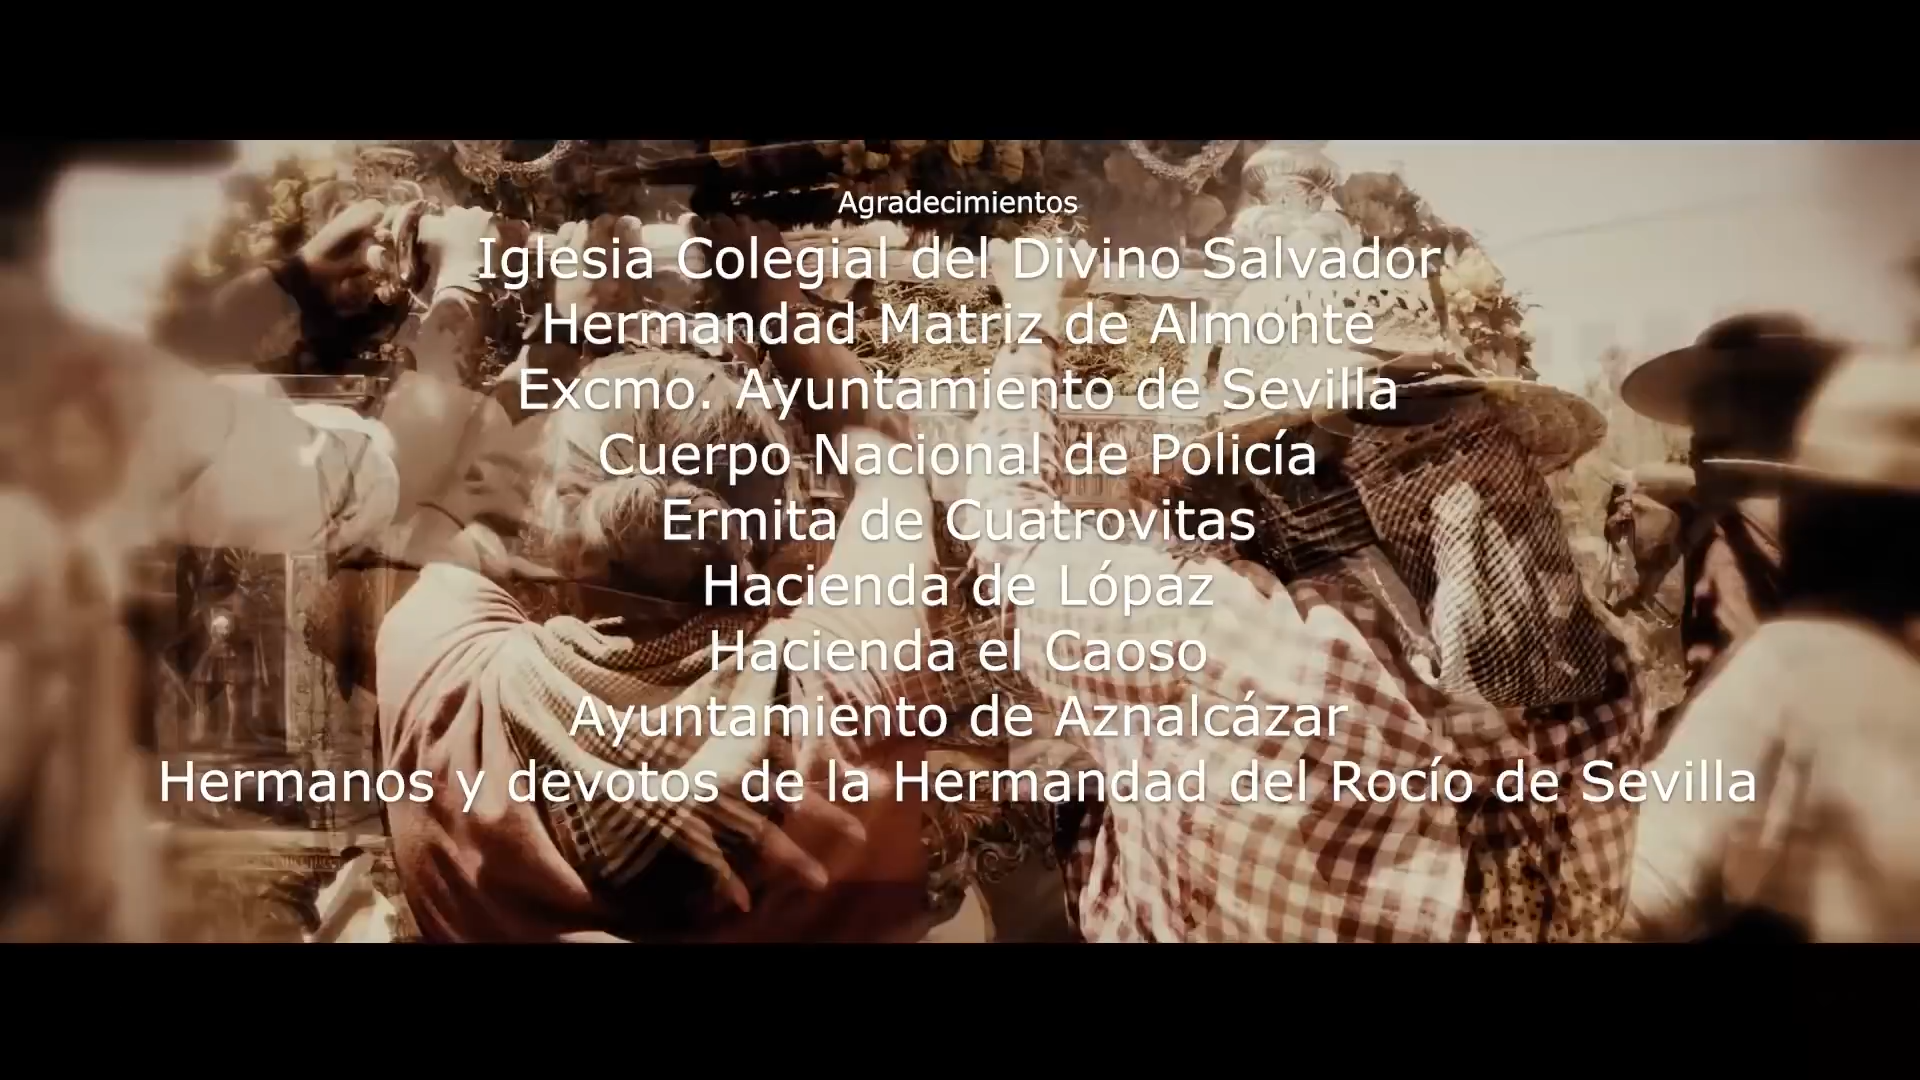 Agradecimientos
Iglesia Colegial del Divino Salvador
Hermandad Matriz de Almonte
Excmo. Ayuntamiento de Sevilla
Cuerpo Nacional de Policía
Ermita de Cuatrovitas
Hacienda de Lópaz
Hacienda el Caoso
Ayuntamiento de Aznalcázar
Hermanos y devotos de la Hermandad del Rocío de Sevilla